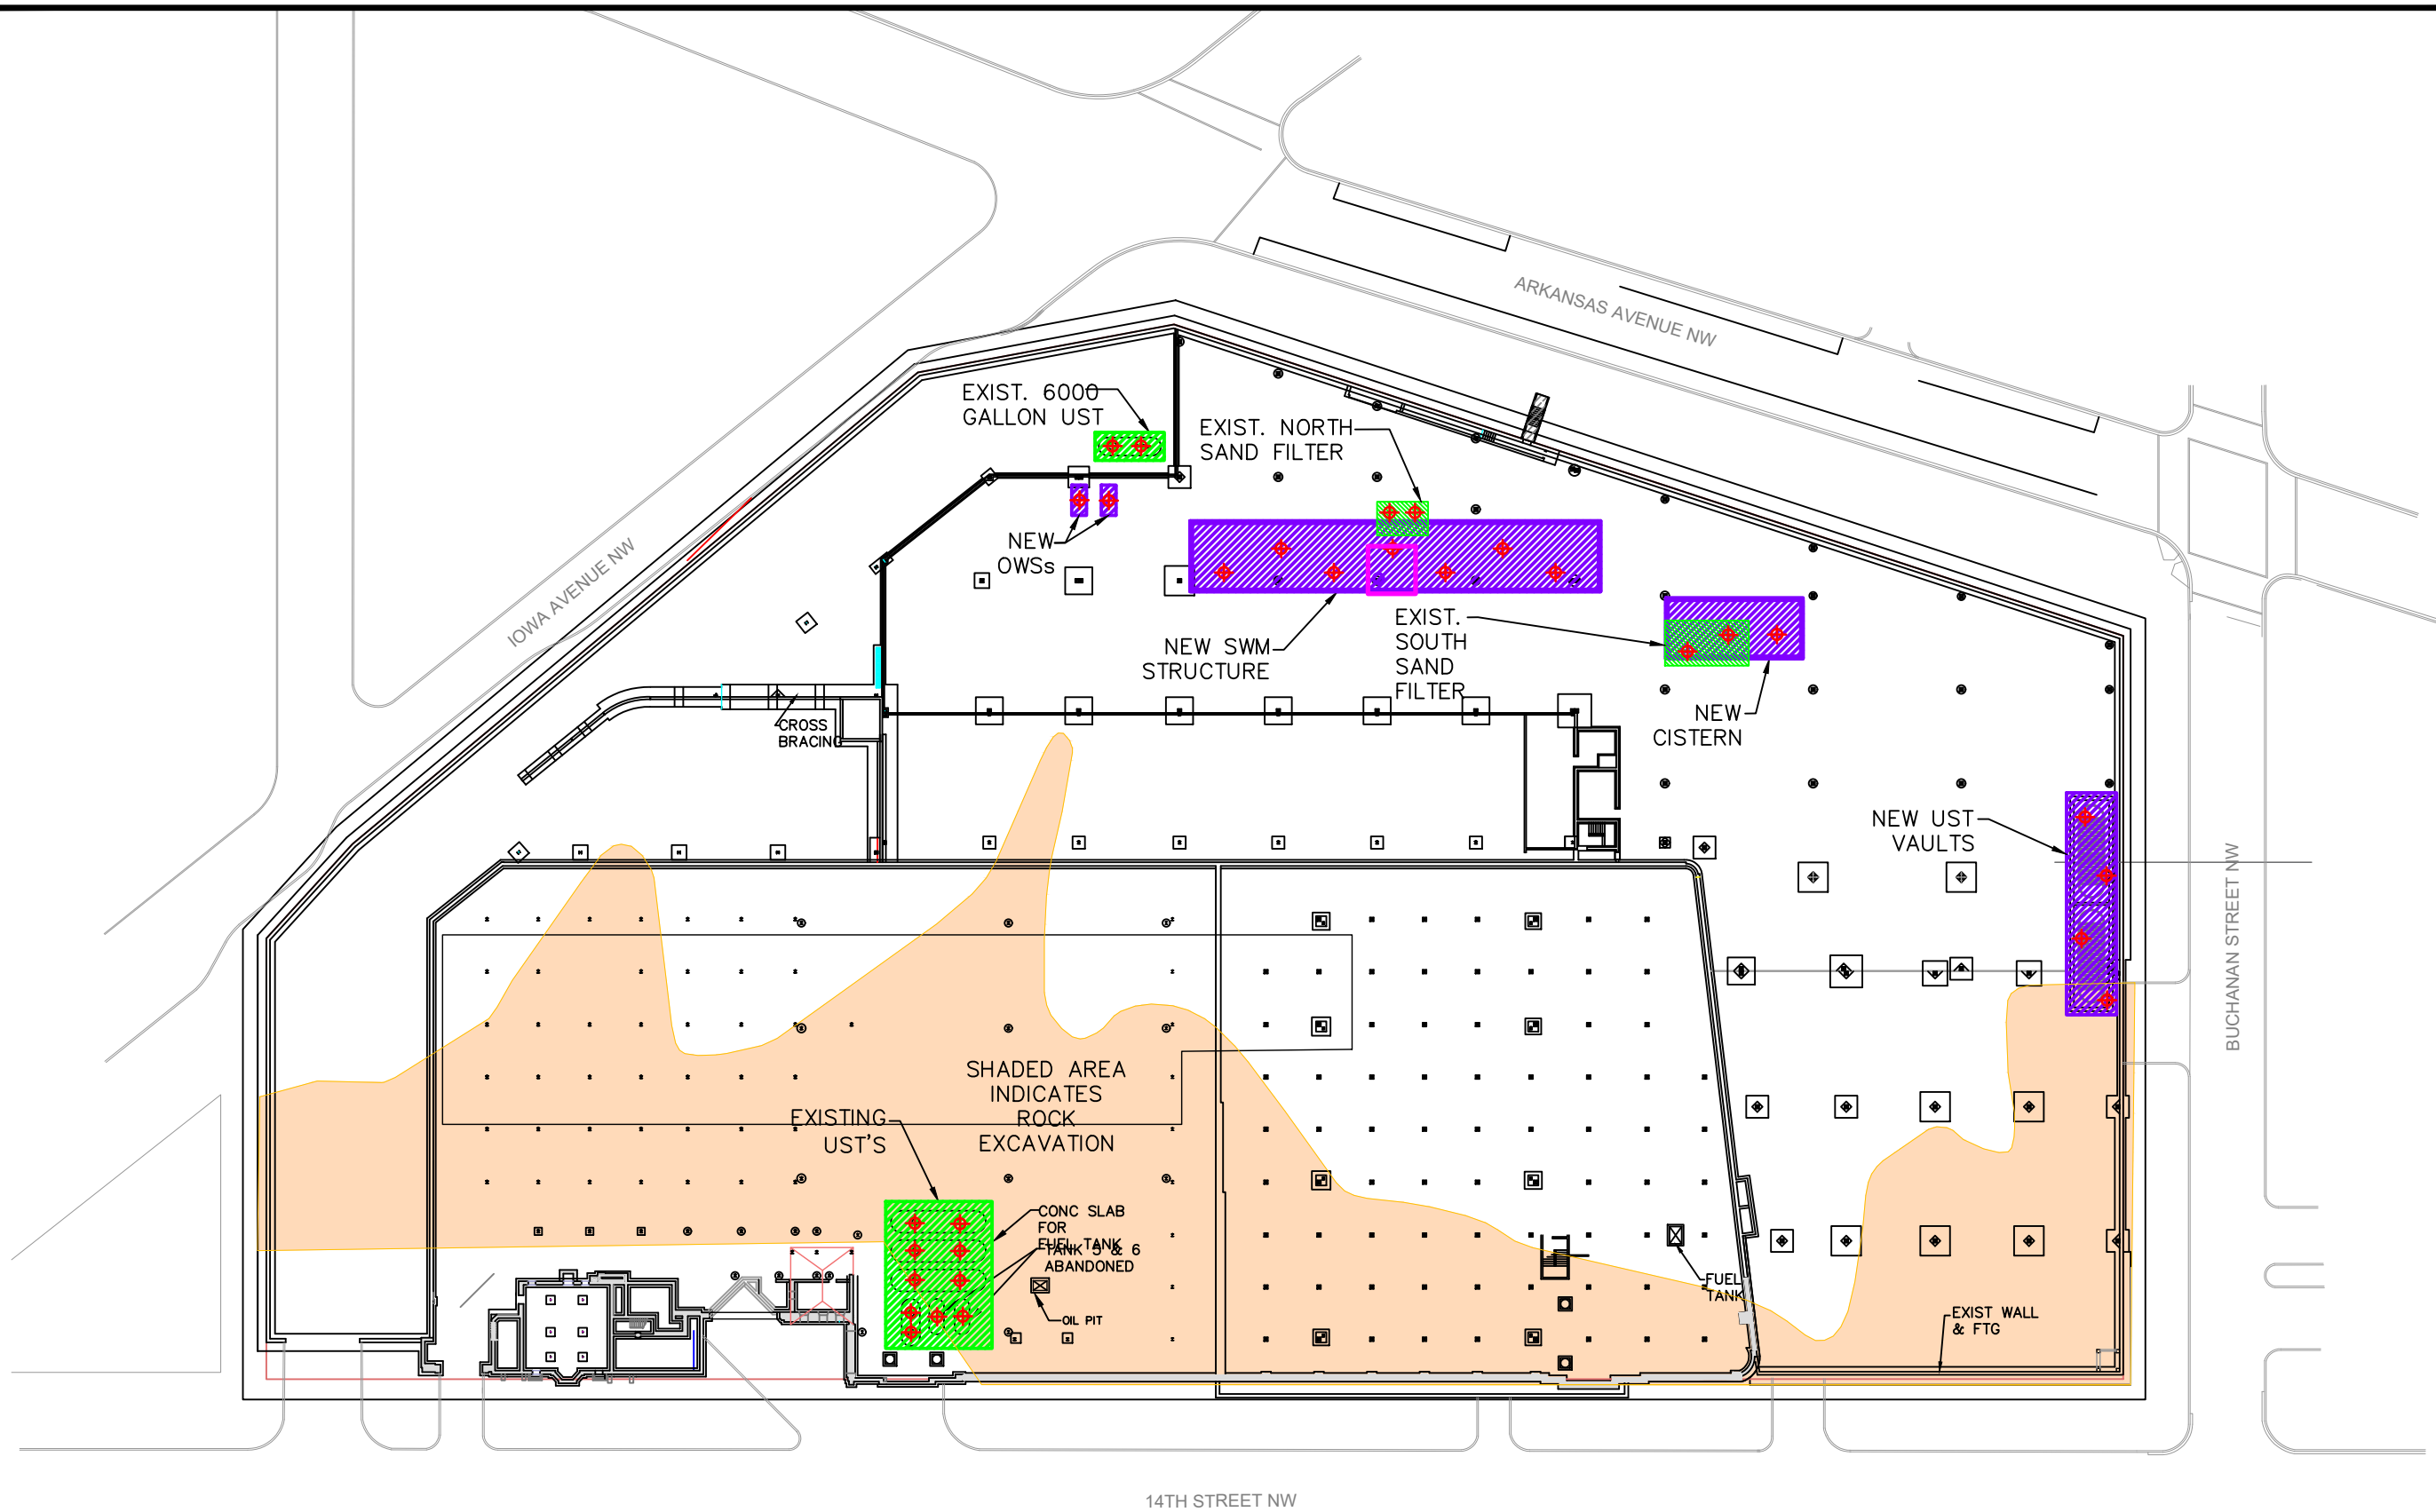 ARKANSAS AVENUE NW
IOWA AVENUE NW
EXIST. 6000
GALLON UST
EXIST. NORTH
SAND FILTER
NEW
OWSs
NEW SWM
STRUCTURE
EXIST.
SOUTH
SAND
FILTER
NEW
CISTERN
CROSS
BRACING
NEW UST
VAULTS
BUCHANAN STREET NW
SHADED AREA
INDICATES
ROCK
EXCAVATION
EXISTING
UST'S
CONC SLAB
FOR
FUEL TANK
TANK 5 & 6
ABANDONED
OIL PIT
FUEL
TANK
EXIST WALL
& FTG
14TH STREET NW